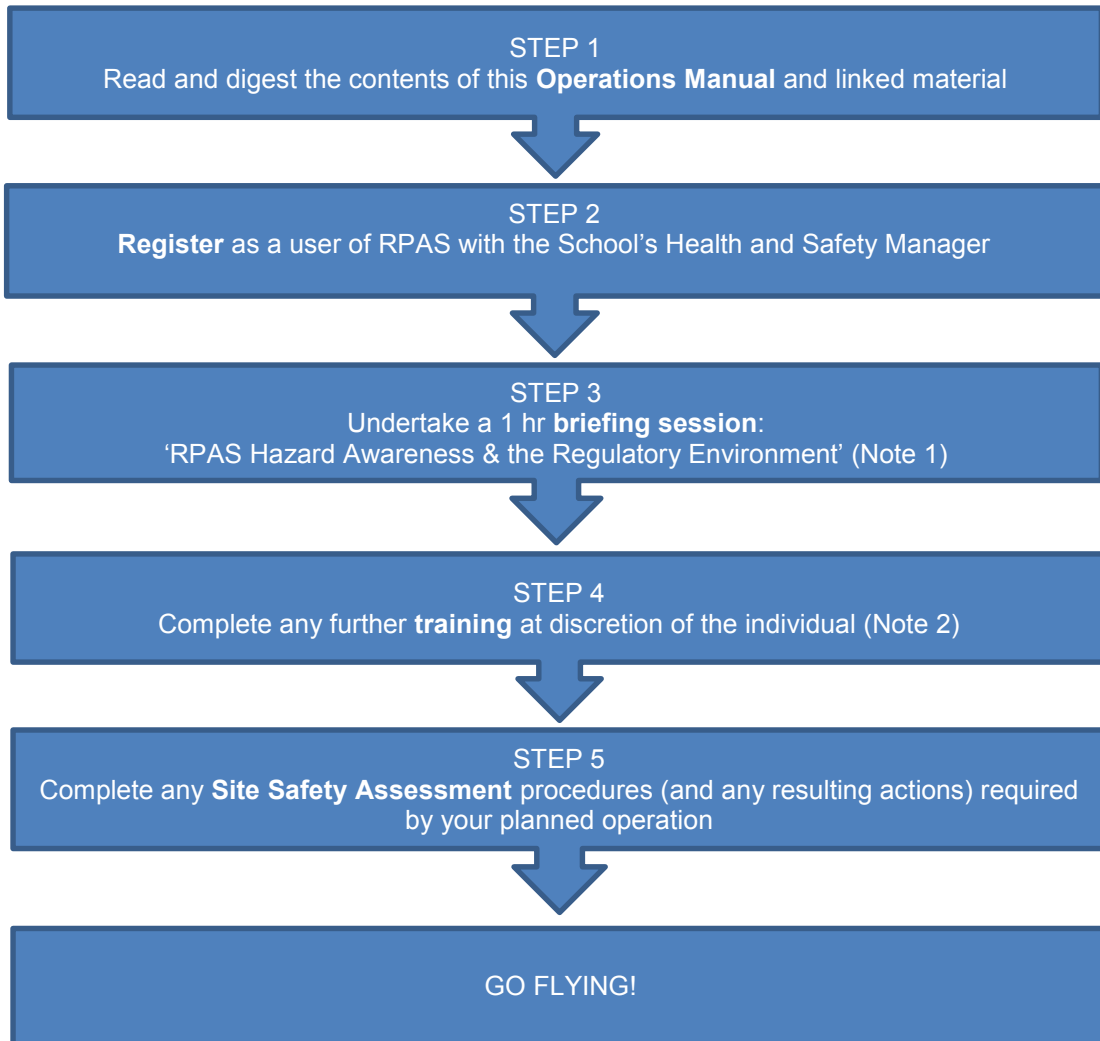 STEP 1
Read and digest the contents of this Operations Manual and linked material
STEP 2
Register as a user of RPAS with the School’s Health and Safety Manager
STEP 3
Undertake a 1 hr briefing session:
‘RPAS Hazard Awareness & the Regulatory Environment’ (Note 1)
STEP 4
Complete any further training at discretion of the individual (Note 2)
STEP 5
Complete any Site Safety Assessment procedures (and any resulting actions) required
by your planned operation
GO FLYING!